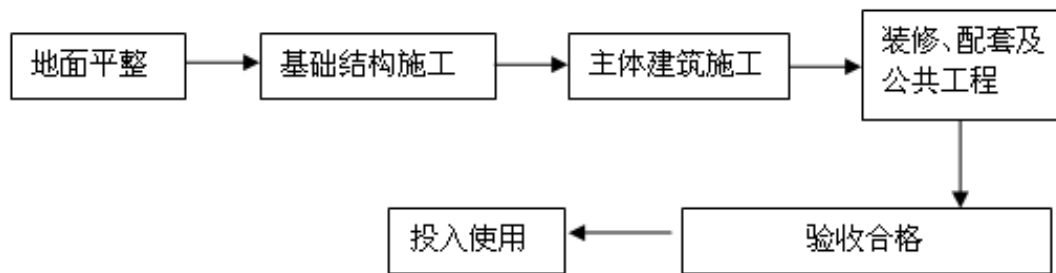 地面平整
基础结构施工
主体建筑施工
装修、配套及
公共工程
验收合格
投入使用